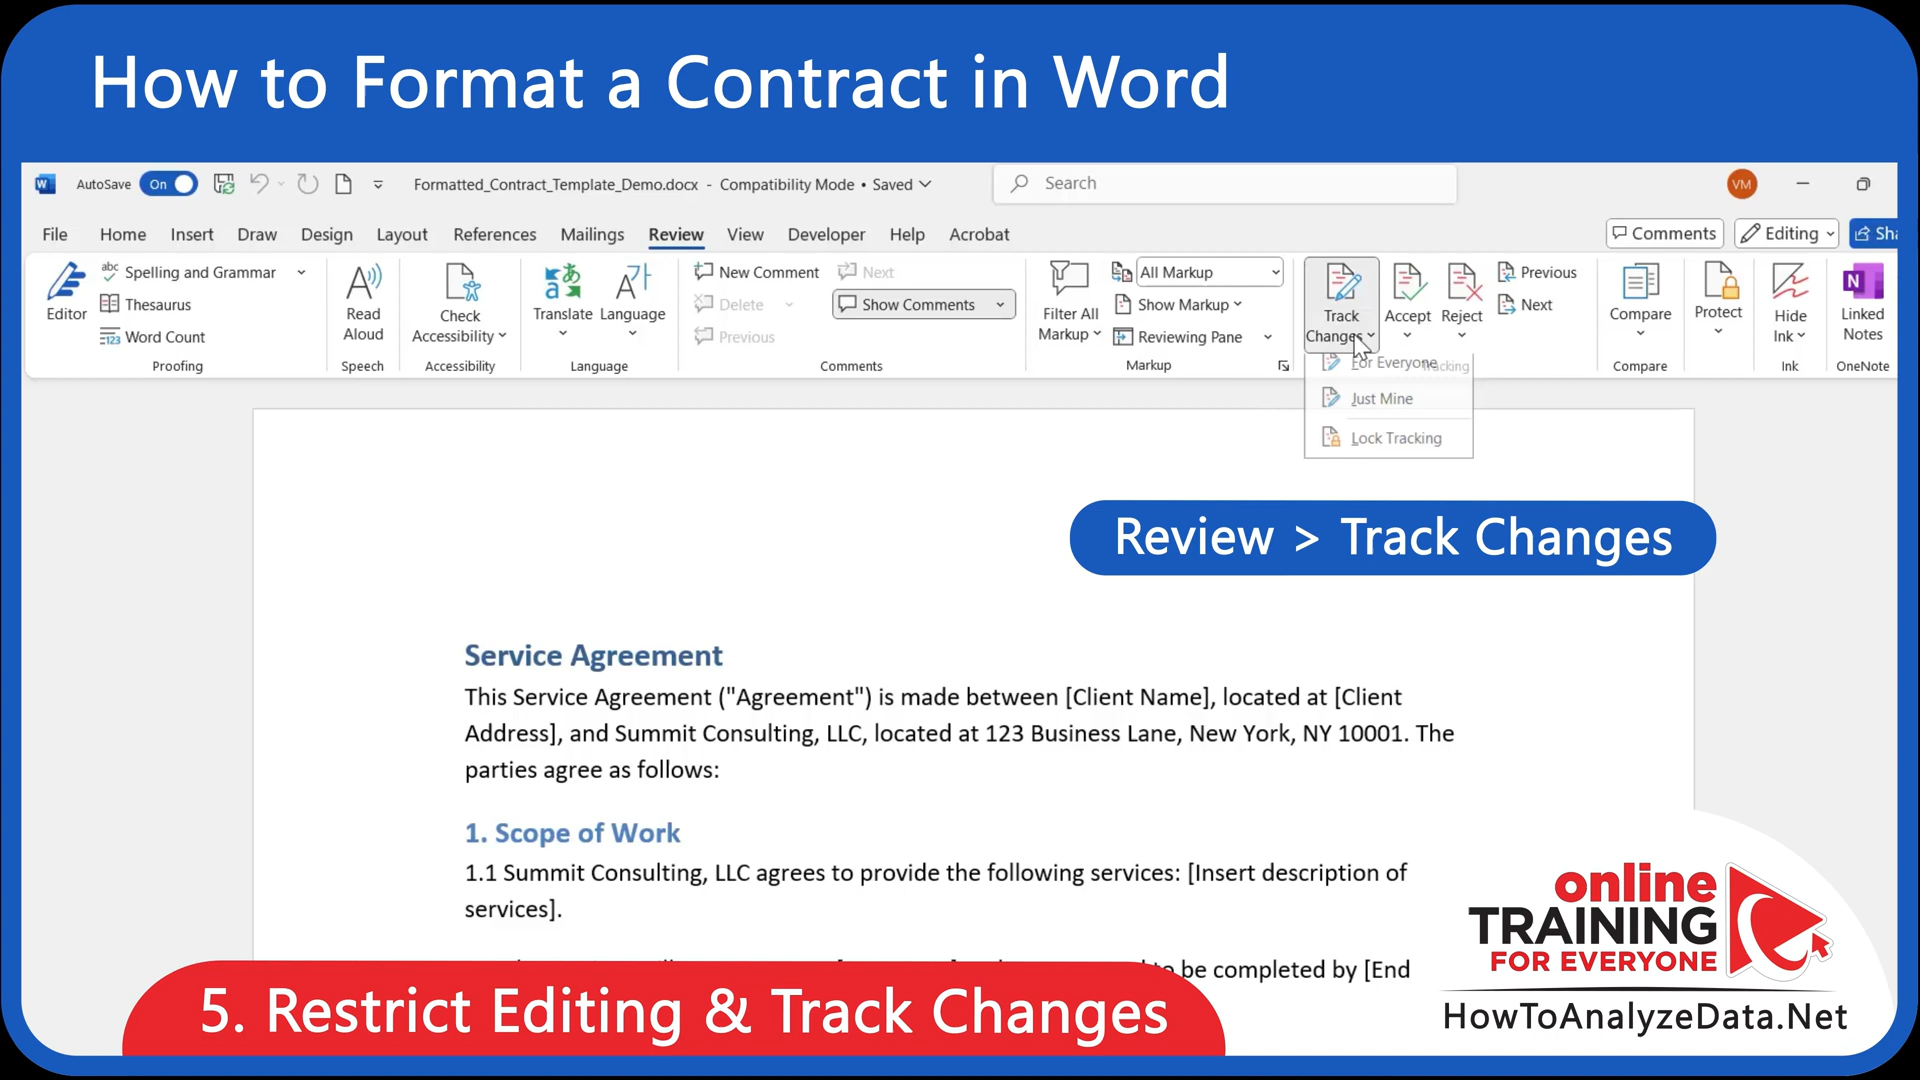 How to Format a Contract in Word
AutoSave On Formatted_Contract_Template_Demo.docx - Compatibility Mode • Saved Search VM
File Home Insert Draw Design Layout References Mailings Review View Developer Help Acrobat Comments Editing Sha
Editor
abc Spelling and Grammar
Thesaurus
123 Word Count
Proofing
Read Aloud
Speech
Check Accessibility
Accessibility
Translate
Language
Language
New Comment
Delete
Previous
Next
Show Comments
Comments
Filter All Markup
All Markup
Show Markup
Reviewing Pane
Markup
Track Changes
Accept
Reject
Previous
Next
Tracking
Compare
Compare
Protect
Hide Ink
Ink
Linked Notes
OneNote
For Everyone
Just Mine
Lock Tracking
Review > Track Changes
Service Agreement
This Service Agreement ("Agreement") is made between [Client Name], located at [Client
Address], and Summit Consulting, LLC, located at 123 Business Lane, New York, NY 10001. The
parties agree as follows:
1. Scope of Work
1.1 Summit Consulting, LLC agrees to provide the following services: [Insert description of
services].
to be completed by [End
5. Restrict Editing & Track Changes
online
TRAINING
FOR EVERYONE
HowToAnalyzeData.Net